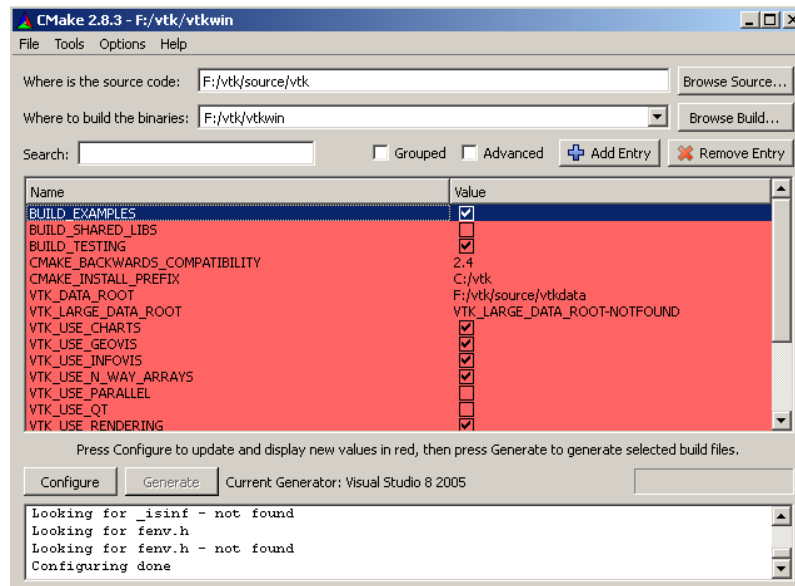 CMake 2.8.3 - F:/vtk/vtkwin
File Tools Options Help
Where is the source code: F:/vtk/source/vtk Browse Source...
Where to build the binaries: F:/vtk/vtkwin Browse Build...
Search: Grouped Advanced Add Entry Remove Entry
Name Value
BUILD_EXAMPLES
BUILD_SHARED_LIBS
BUILD_TESTING
CMAKE_BACKWARDS_COMPATIBILITY 2.4
CMAKE_INSTALL_PREFIX C:/vtk
VTK_DATA_ROOT F:/vtk/source/vtkdata
VTK_LARGE_DATA_ROOT VTK_LARGE_DATA_ROOT-NOTFOUND
VTK_USE_CHARTS
VTK_USE_GEOVIS
VTK_USE_INFOVIS
VTK_USE_N_WAY_ARRAYS
VTK_USE_PARALLEL
VTK_USE_QT
VTK_USE_RENDERING
Press Configure to update and display new values in red, then press Generate to generate selected build files.
Configure Generate Current Generator: Visual Studio 8 2005
Looking for _isinf - not found
Looking for fenv.h
Looking for fenv.h - not found
Configuring done